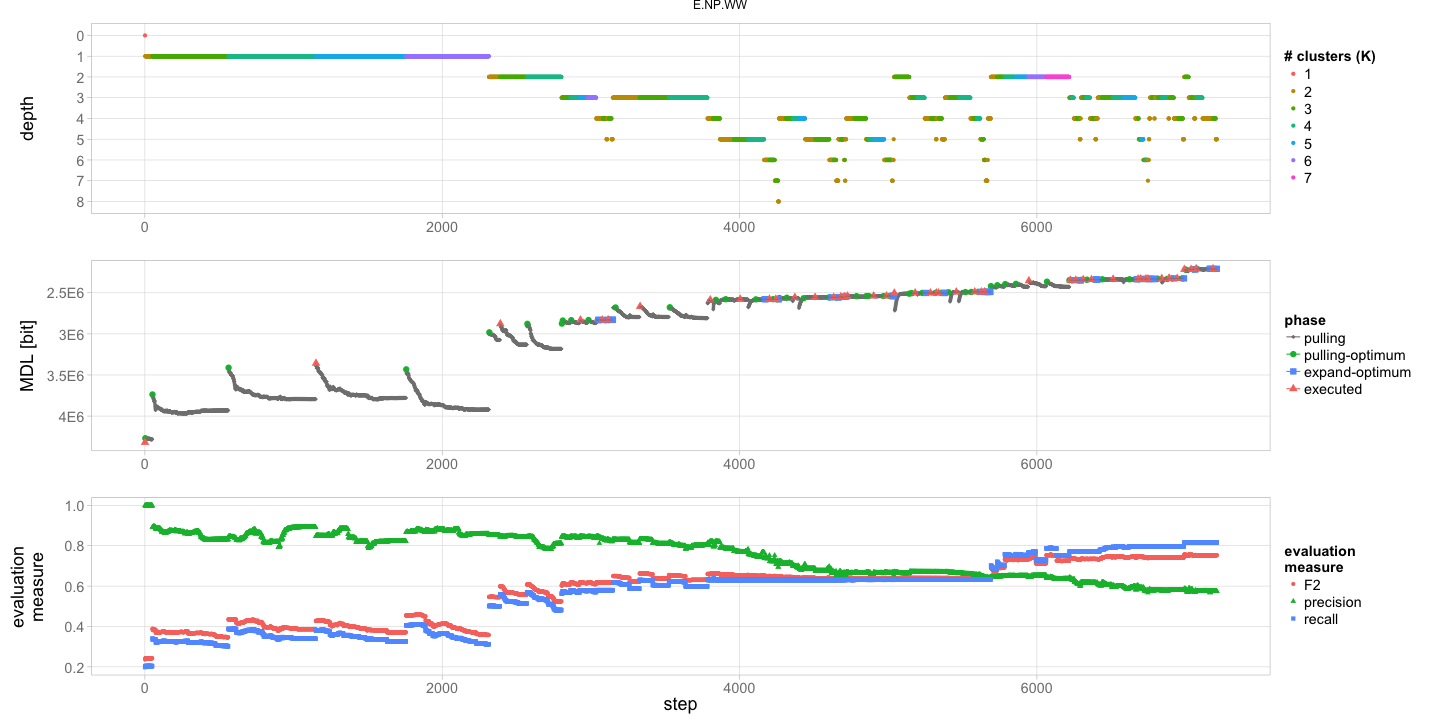 E.NP.WW
depth
0
1
2
3
4
5
6
7
8
0 2000 4000 6000
# clusters (K)
1
2
3
4
5
6
7
MDL [bit]
2.5E6
3E6
3.5E6
4E6
0 2000 4000 6000
phase
pulling
pulling-optimum
expand-optimum
executed
evaluation
measure
1.0
0.8
0.6
0.4
0.2
0 2000 4000 6000
step
evaluation
measure
F2
precision
recall